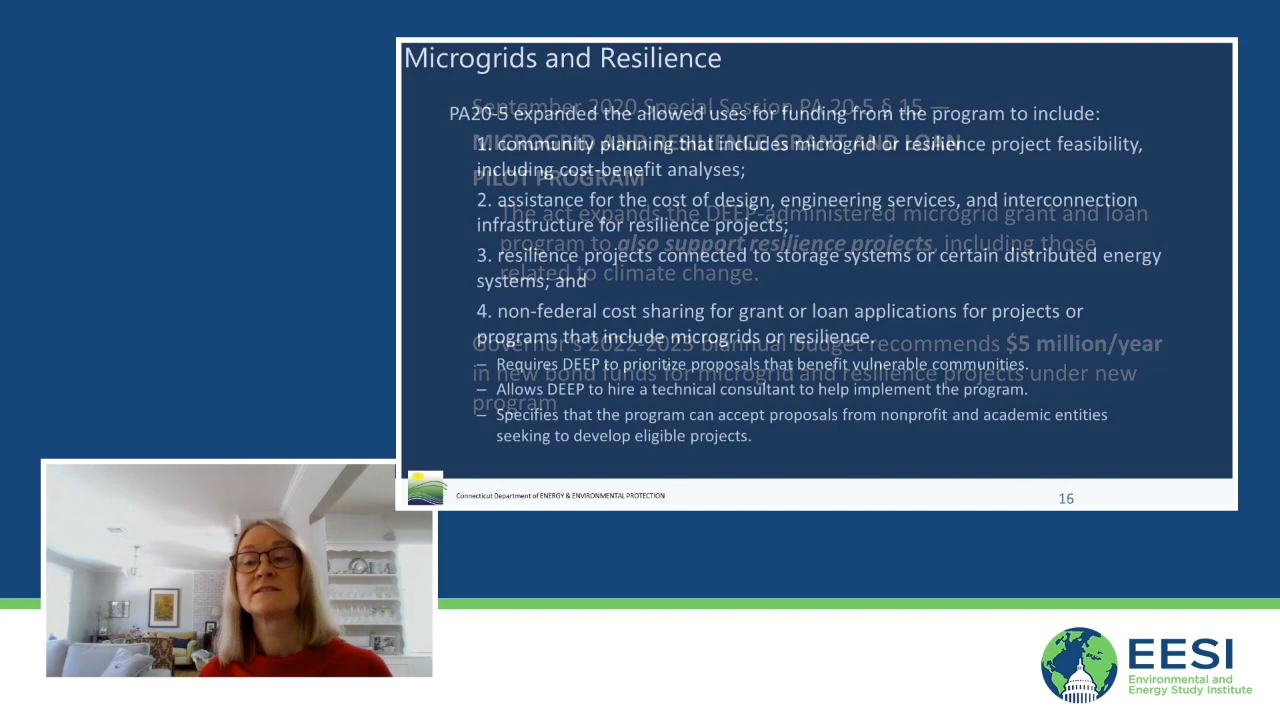 Microgrids and Resilience
PA20-5 expanded the allowed uses for funding from the program to include:
1. community planning that includes microgrid or resilience project feasibility,
including cost-benefit analyses;
2. assistance for the cost of design, engineering services, and interconnection
infrastructure for resilience projects;
3. resilience projects connected to storage systems or certain distributed energy
systems; and
4. non-federal cost sharing for grant or loan applications for projects or
programs that include microgrids or resilience.
– Requires DEEP to prioritize proposals that benefit vulnerable communities.
– Allows DEEP to hire a technical consultant to help implement the program.
– Specifies that the program can accept proposals from nonprofit and academic entities
seeking to develop eligible projects.
September 2020 Special Session PA 20-5 § 15 —
MICROGRID AND RESILIENCE GRANT AND LOAN
PILOT PROGRAM
The act expands the DEEP-administered microgrid grant and loan
program to also support resilience projects, including those
related to climate change.
Governor's 2022-2023 biannual budget recommends $5 million/year
in new bond funds for microgrid and resilience projects under new
program
Connecticut Department of ENERGY & ENVIRONMENTAL PROTECTION
16
EESI
Environmental and
Energy Study Institute